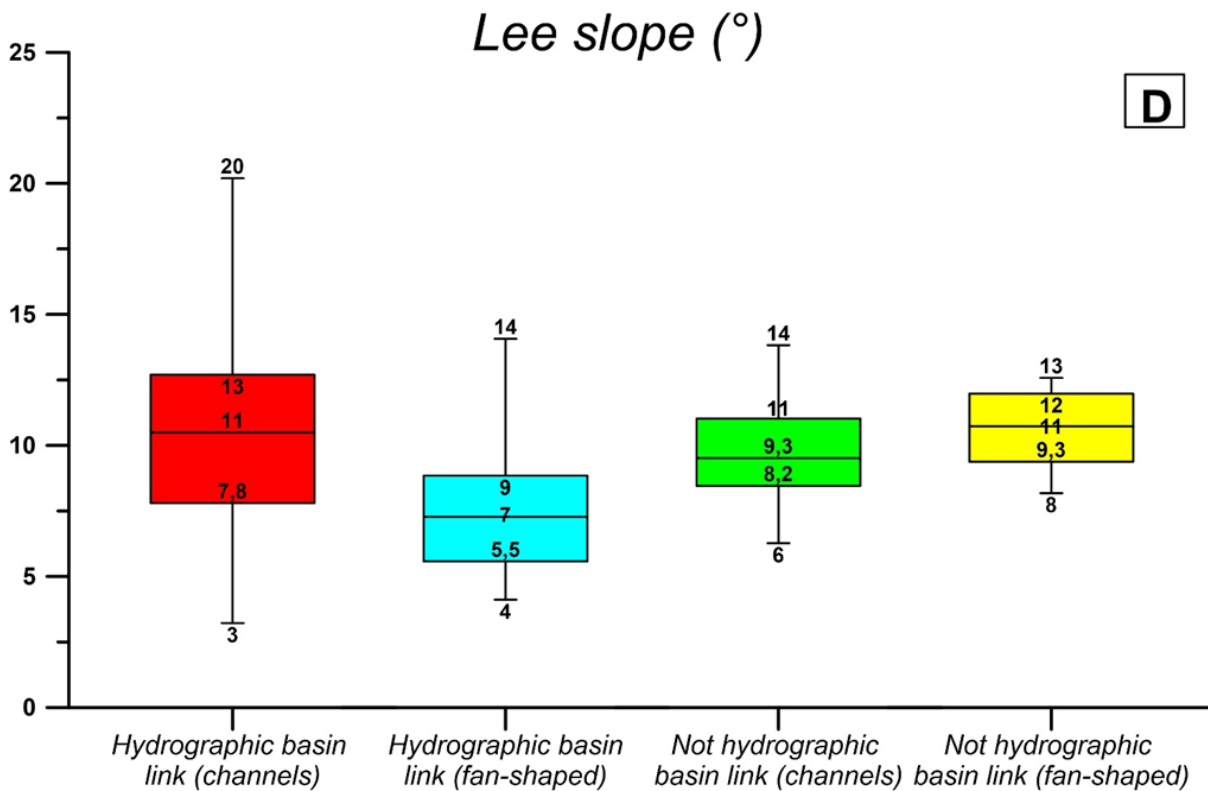 Lee slope (°)
D
25
20
15
10
5
0
20
13
11
7,8
3
14
9
7
5,5
4
14
11
9,3
8,2
6
13
12
11
9,3
8
Hydrographic basin
link (channels)
Hydrographic basin
link (fan-shaped)
Not hydrographic
basin link (channels)
Not hydrographic
basin link (fan-shaped)